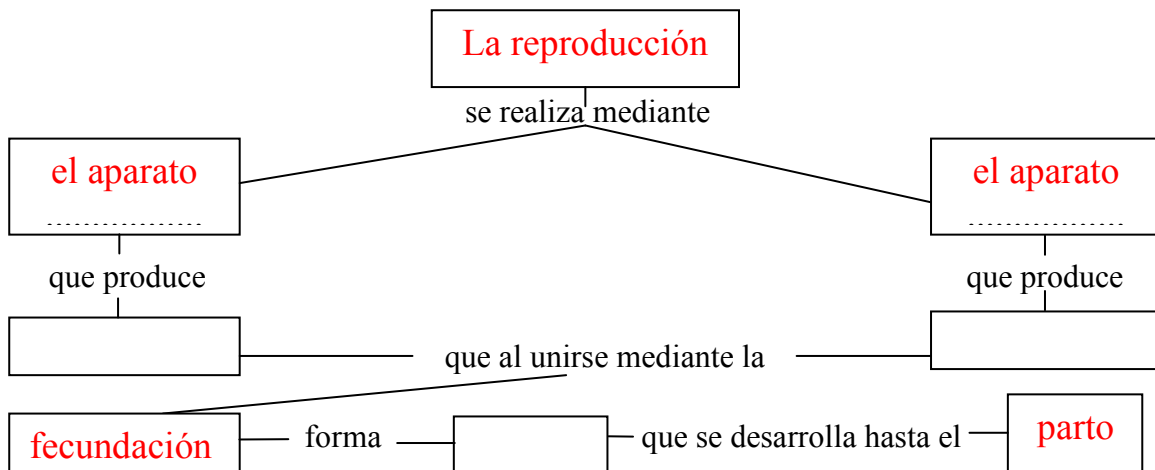 La reproducción
se realiza mediante
el aparato
................
el aparato
................
que produce
que produce
que al unirse mediante la
fecundación
forma
que se desarrolla hasta el
parto